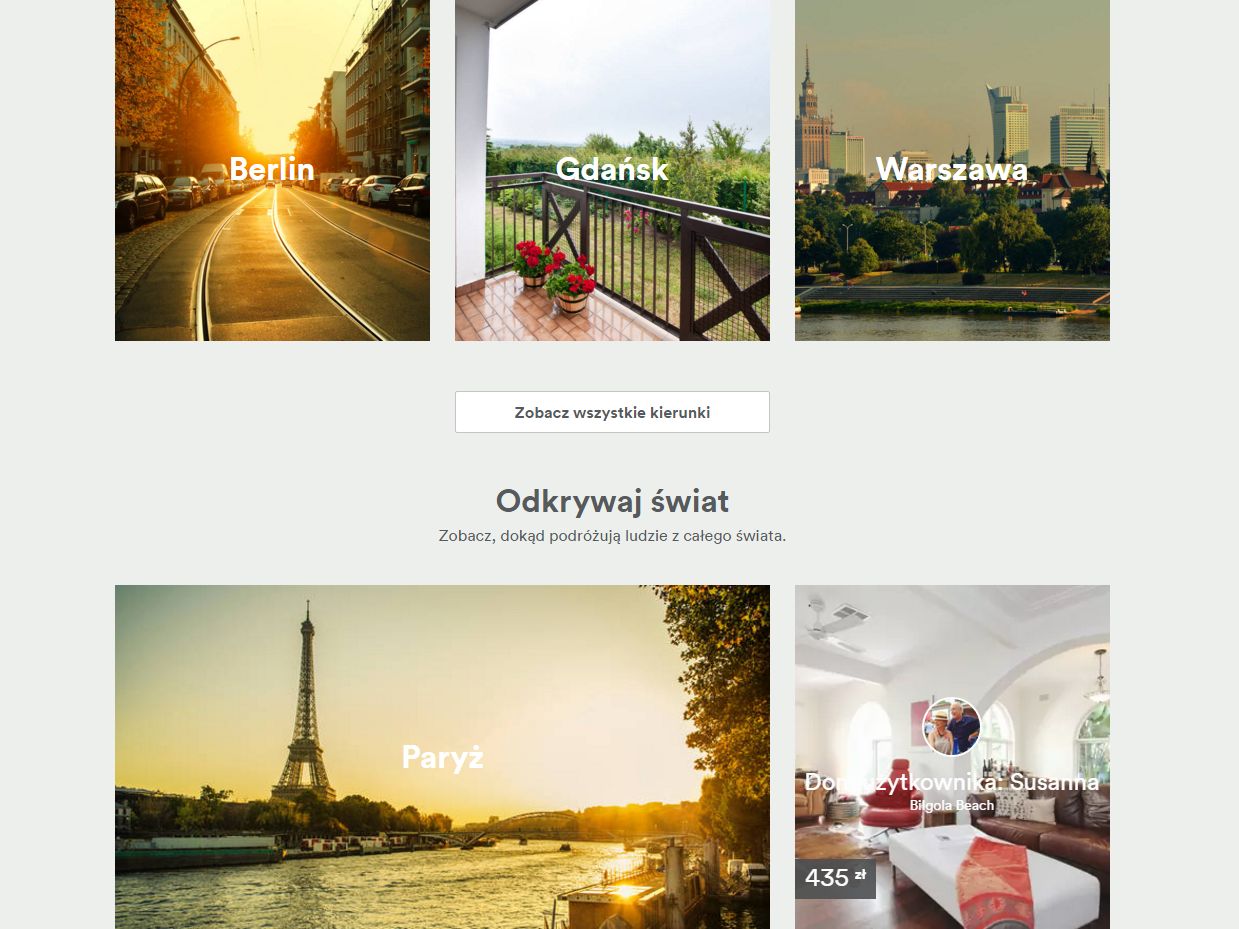 Berlin
Gdańsk
Warszawa
Zobacz wszystkie kierunki
Odkrywaj świat
Zobacz, dokąd podróżują ludzie z całego świata.
Paryż
Dom użytkownika: Susanna
Bilgola Beach
435 zł